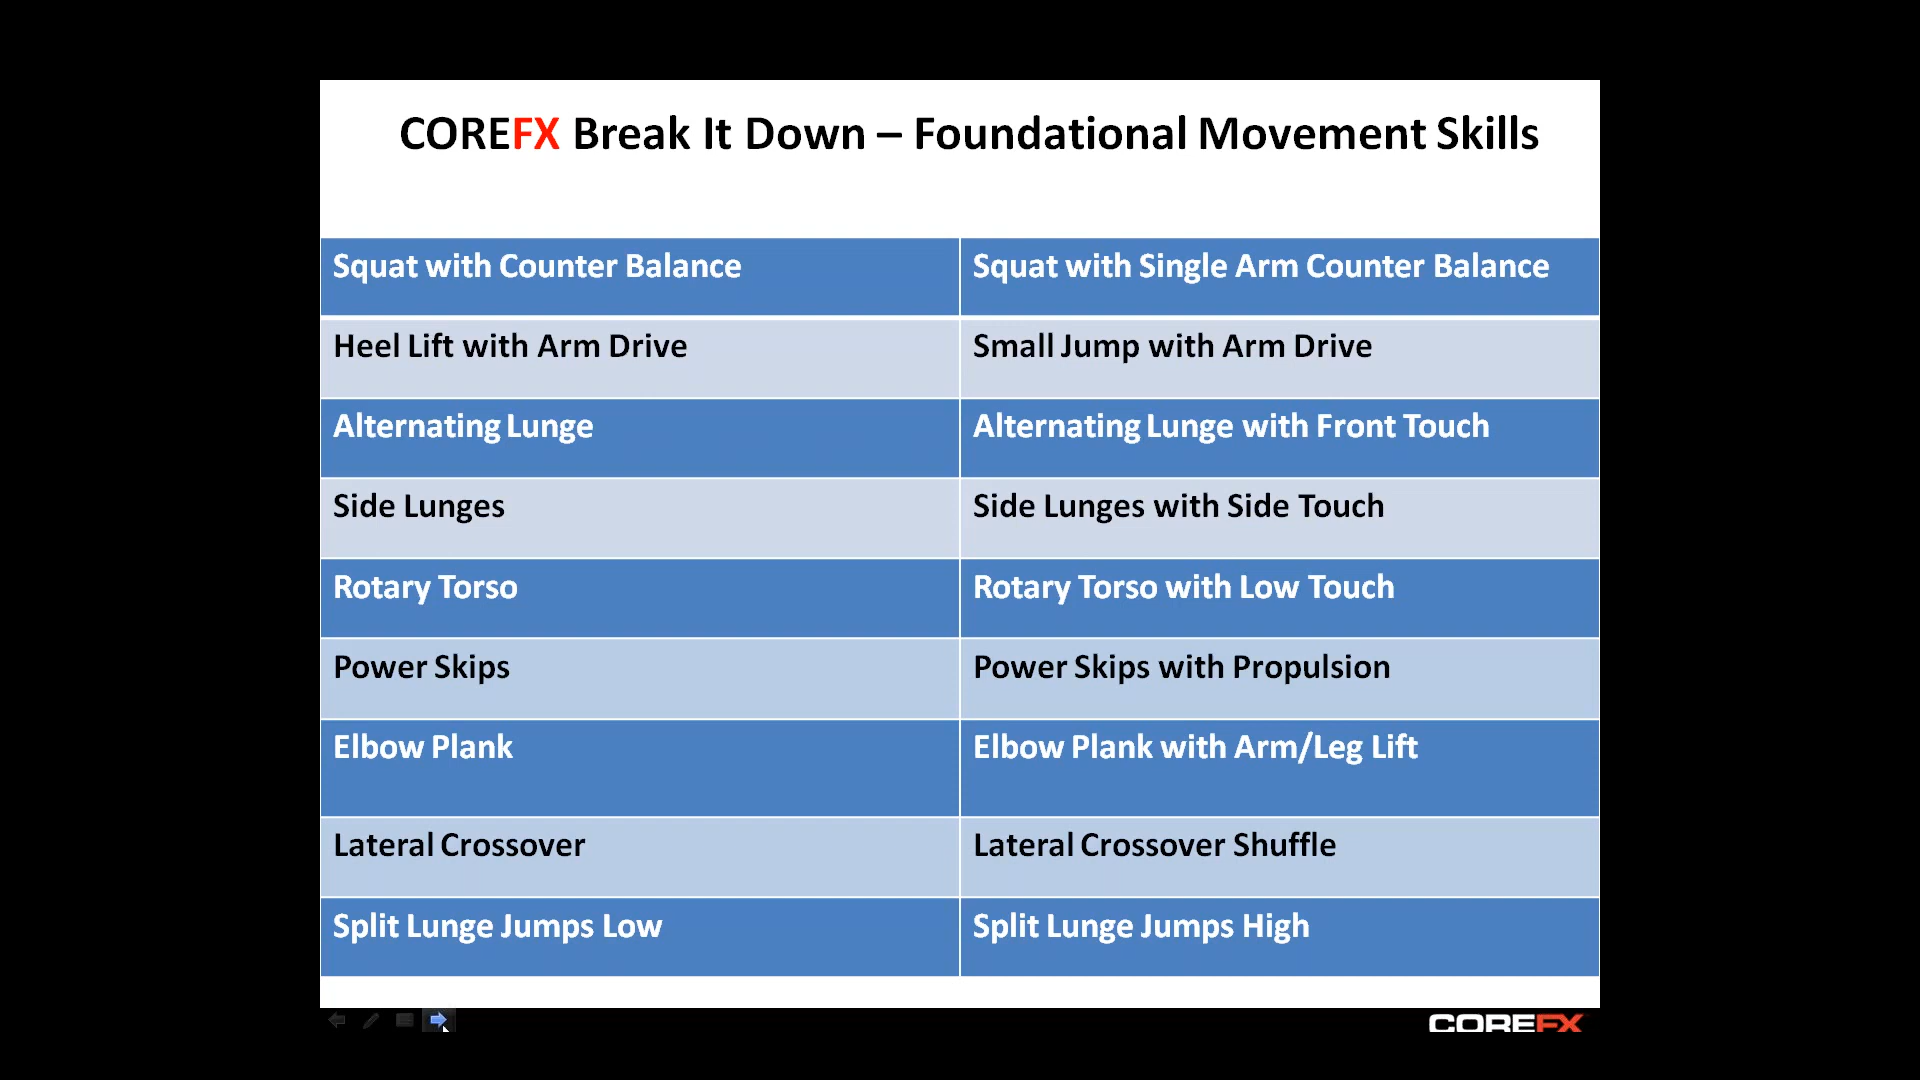 COREFX Break It Down – Foundational Movement Skills
Squat with Counter Balance
Squat with Single Arm Counter Balance
Heel Lift with Arm Drive
Small Jump with Arm Drive
Alternating Lunge
Alternating Lunge with Front Touch
Side Lunges
Side Lunges with Side Touch
Rotary Torso
Rotary Torso with Low Touch
Power Skips
Power Skips with Propulsion
Elbow Plank
Elbow Plank with Arm/Leg Lift
Lateral Crossover
Lateral Crossover Shuffle
Split Lunge Jumps Low
Split Lunge Jumps High
COREFX